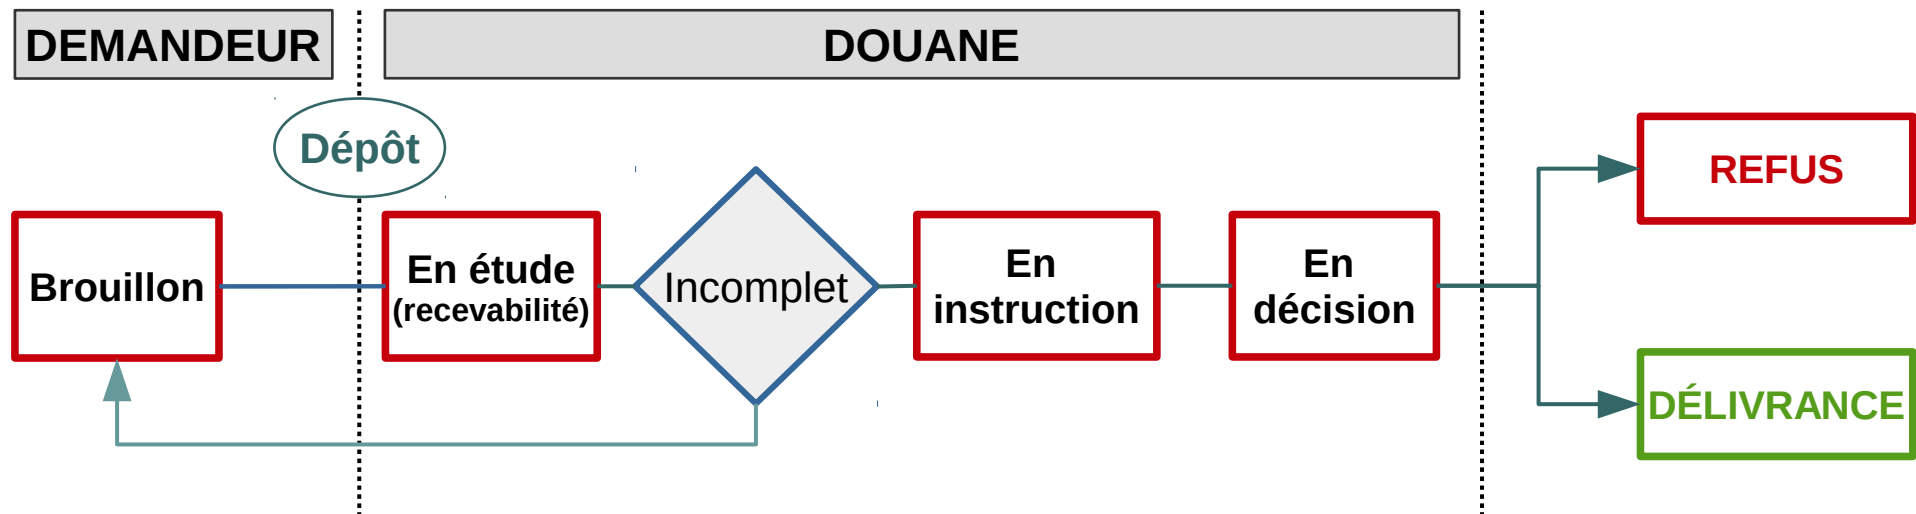 DEMANDEUR
DOUANE
Dépôt
Brouillon
En étude
(recevabilité)
Incomplet
En
instruction
En
décision
REFUS
DÉLIVRANCE